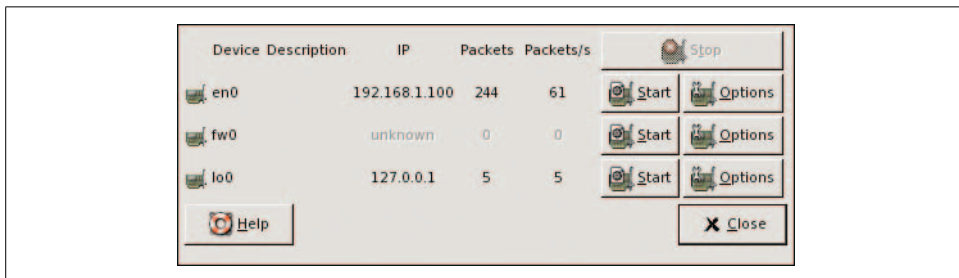 Device Description IP Packets Packets/s Stop
en0 192.168.1.100 244 61 Start Options
fw0 unknown 0 0 Start Options
lo0 127.0.0.1 5 5 Start Options
Help Close